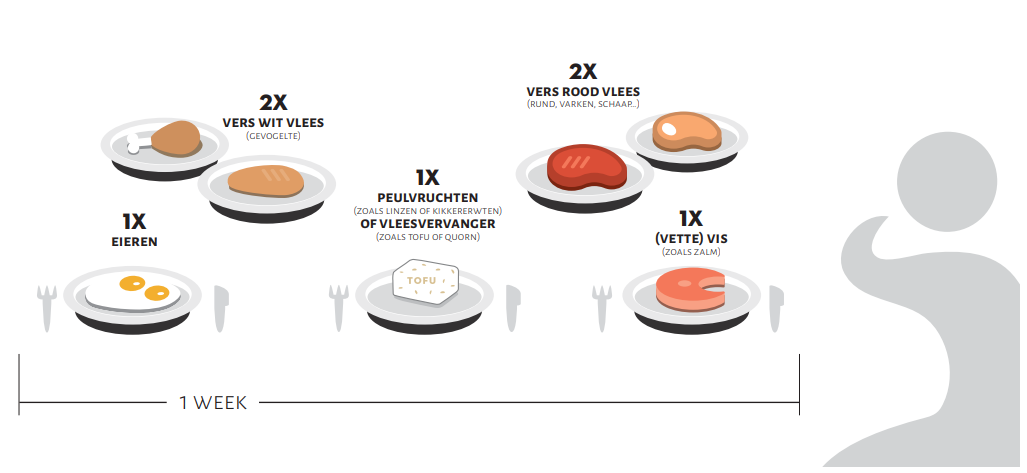 2X
VERS WIT VLEES
(GEVOGELTE)
2X
VERS ROOD VLEES
(RUND, VARKEN, SCHAAP...)
1X
EIEREN
1X
PEULVRUCHTEN
(ZOALS LINZEN OF KIKKERERWTEN)
OF VLEESVERVANGER
(ZOALS TOFU OF QUORN)
TOFU
1X
(VETTE) VIS
(ZOALS ZALM)
1 WEEK